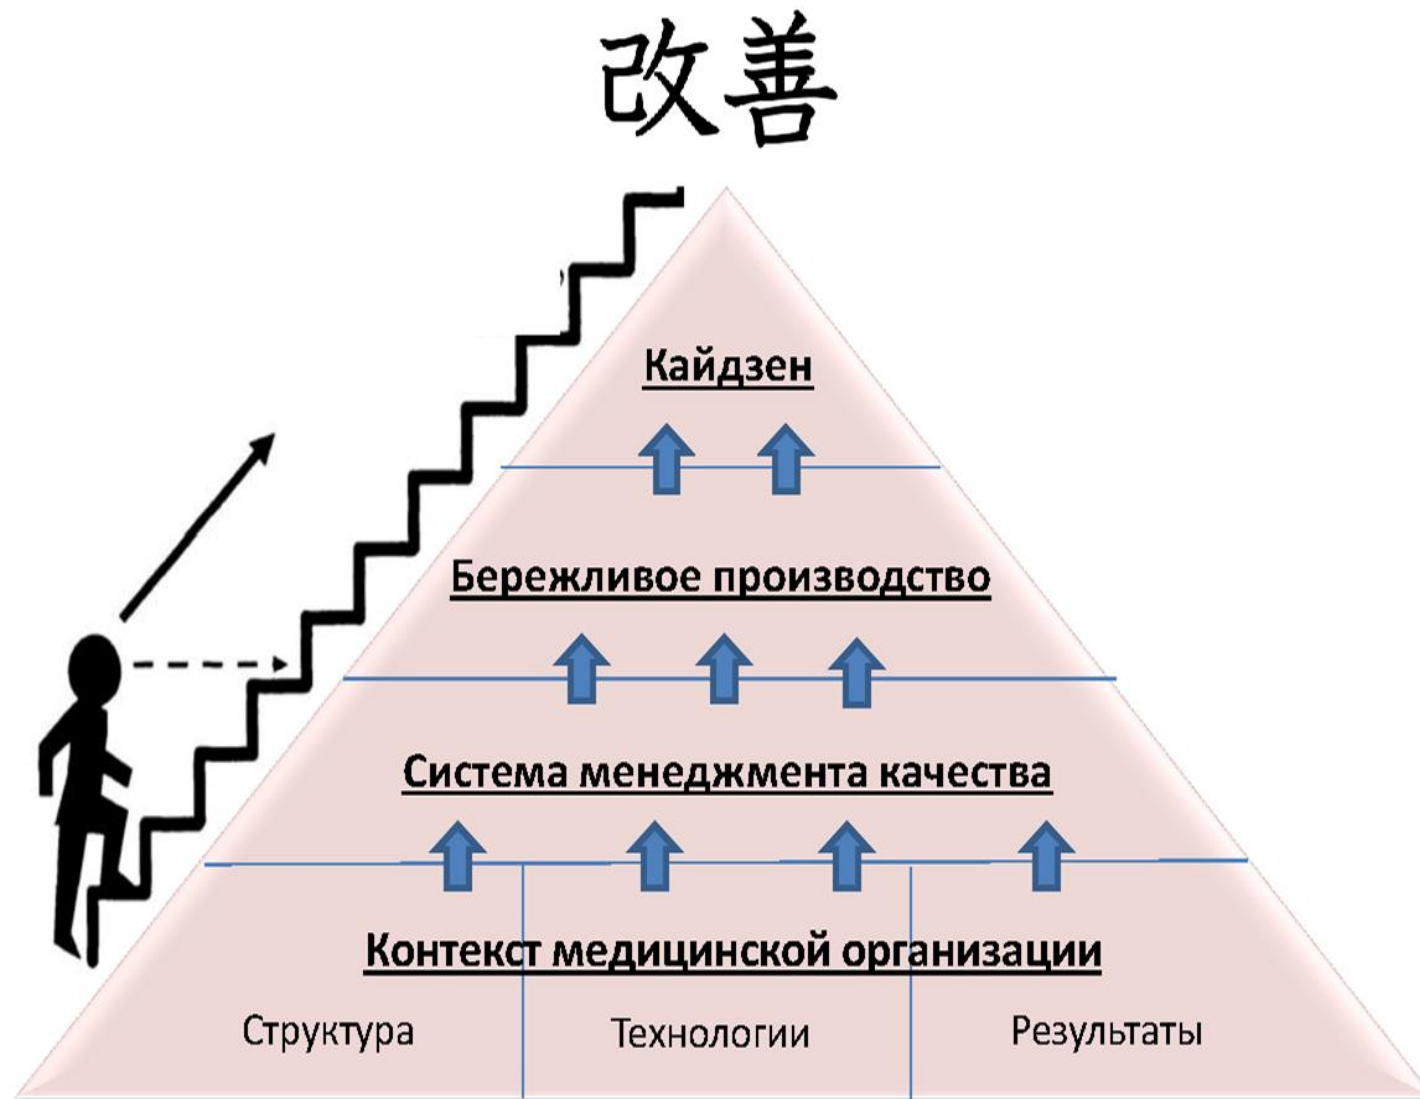 改善
Кайдзен
Бережливое производство
Система менеджмента качества
Контекст медицинской организации
Структура
Технологии
Результаты